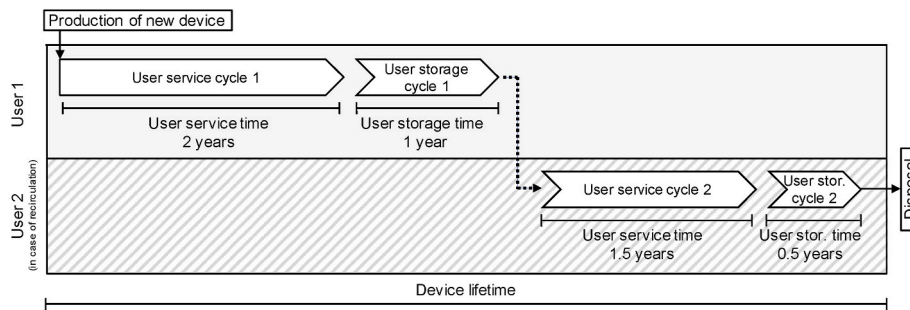 Production of new device
User 1
User service cycle 1
User storage
cycle 1
User service time
2 years
User storage time
1 year
User 2
(in case of recirculation)
User service cycle 2
User stor.
cycle 2
User service time
1.5 years
User stor. time
0.5 years
Disposal
Device lifetime